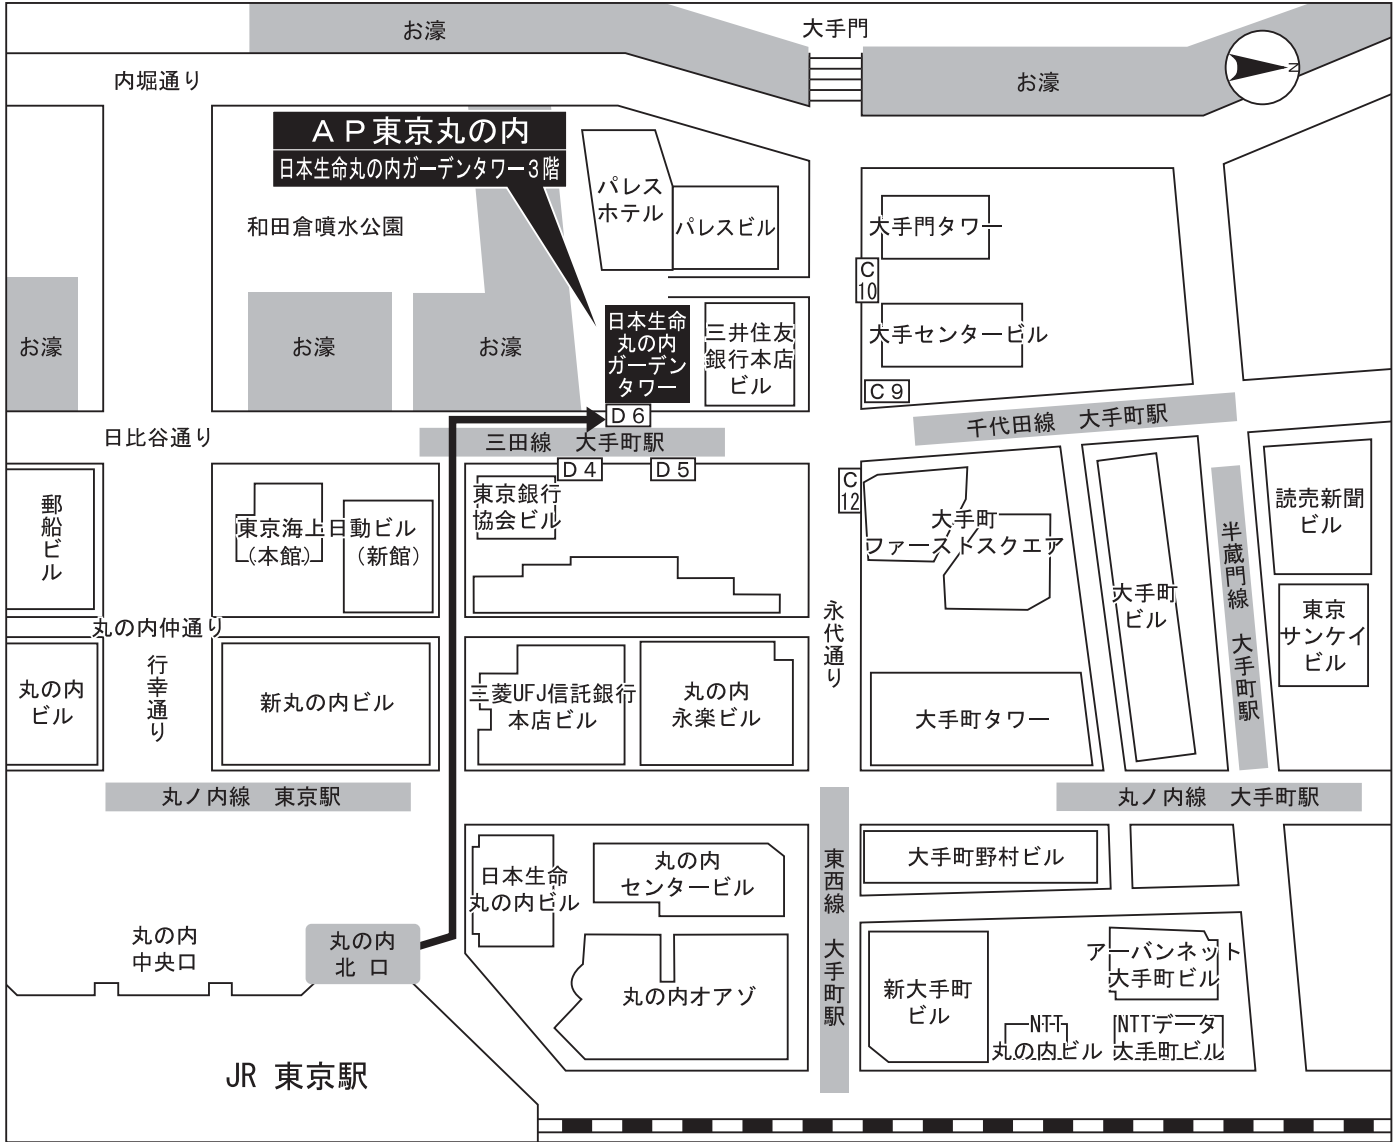 お濠
大手門
お濠
N
内堀通り
ＡＰ東京丸の内
日本生命丸の内ガーデンタワー３階
パレス
ホテル
パレスビル
和田倉噴水公園
大手門タワー
C
10
お濠
お濠
お濠
日本生命
丸の内
ガーデン
タワー
三井住友
銀行本店
ビル
大手センタービル
C9
D6
日比谷通り
三田線　大手町駅
千代田線　大手町駅
D4
D5
郵船ビル
東京海上日動ビル
（本館）
（新館）
東京銀行
協会ビル
C
12
大手町
ファーストスクエア
大手町
ビル
半蔵門線　大手町駅
読売新聞
ビル
東京
サンケイ
ビル
丸の内仲通り
行幸通り
永代通り
丸の内
ビル
新丸の内ビル
三菱UFJ信託銀行
本店ビル
丸の内
永楽ビル
大手町タワー
丸ノ内線　東京駅
丸ノ内線　大手町駅
東西線　大手町駅
日本生命
丸の内ビル
丸の内
センタービル
大手町野村ビル
丸の内
中央口
丸の内
北 口
丸の内オアゾ
新大手町
ビル
アーバンネット
大手町ビル
NTT
丸の内ビル
NTTデータ
大手町ビル
JR 東京駅